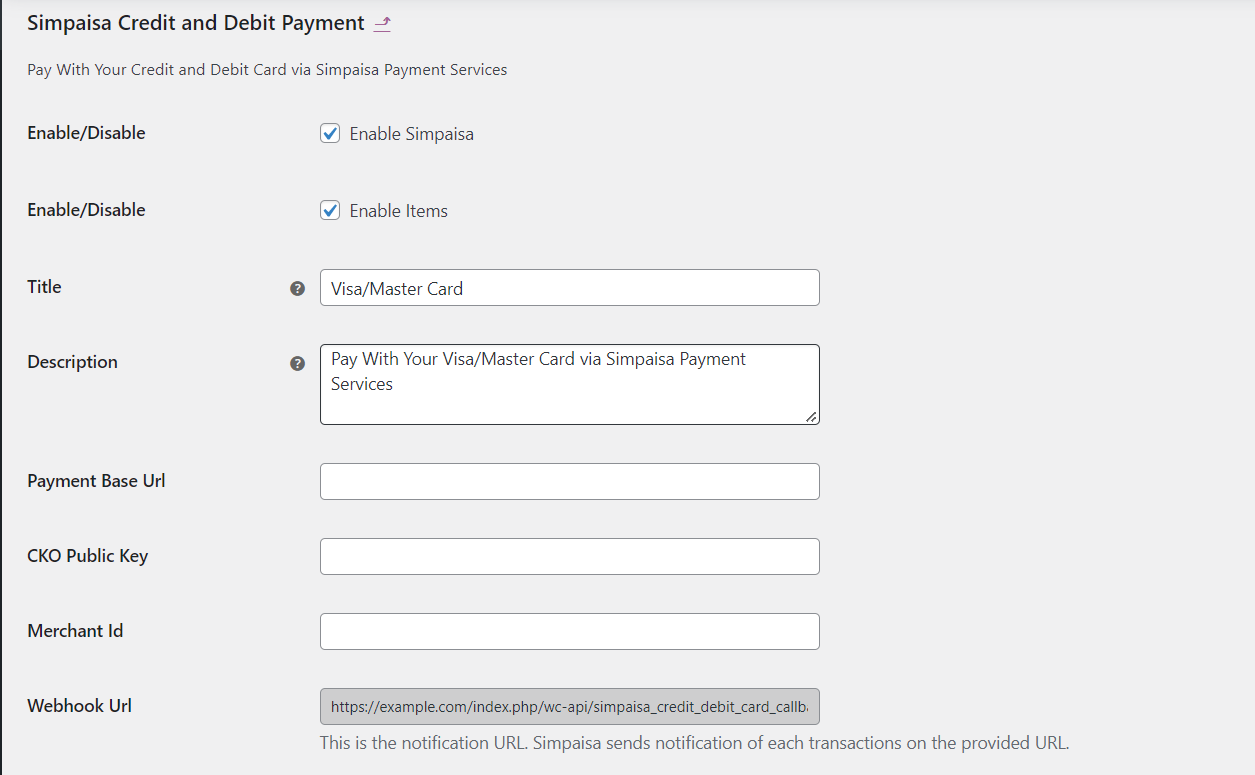 Simpaisa Credit and Debit Payment
Pay With Your Credit and Debit Card via Simpaisa Payment Services
Enable/Disable
Enable Simpaisa
Enable/Disable
Enable Items
Title
Visa/Master Card
Description
Pay With Your Visa/Master Card via Simpaisa Payment
Services
Payment Base Url
CKO Public Key
Merchant Id
Webhook Url
https://example.com/index.php/wc-api/simpaisa_credit_debit_card_callb
This is the notification URL. Simpaisa sends notification of each transactions on the provided URL.